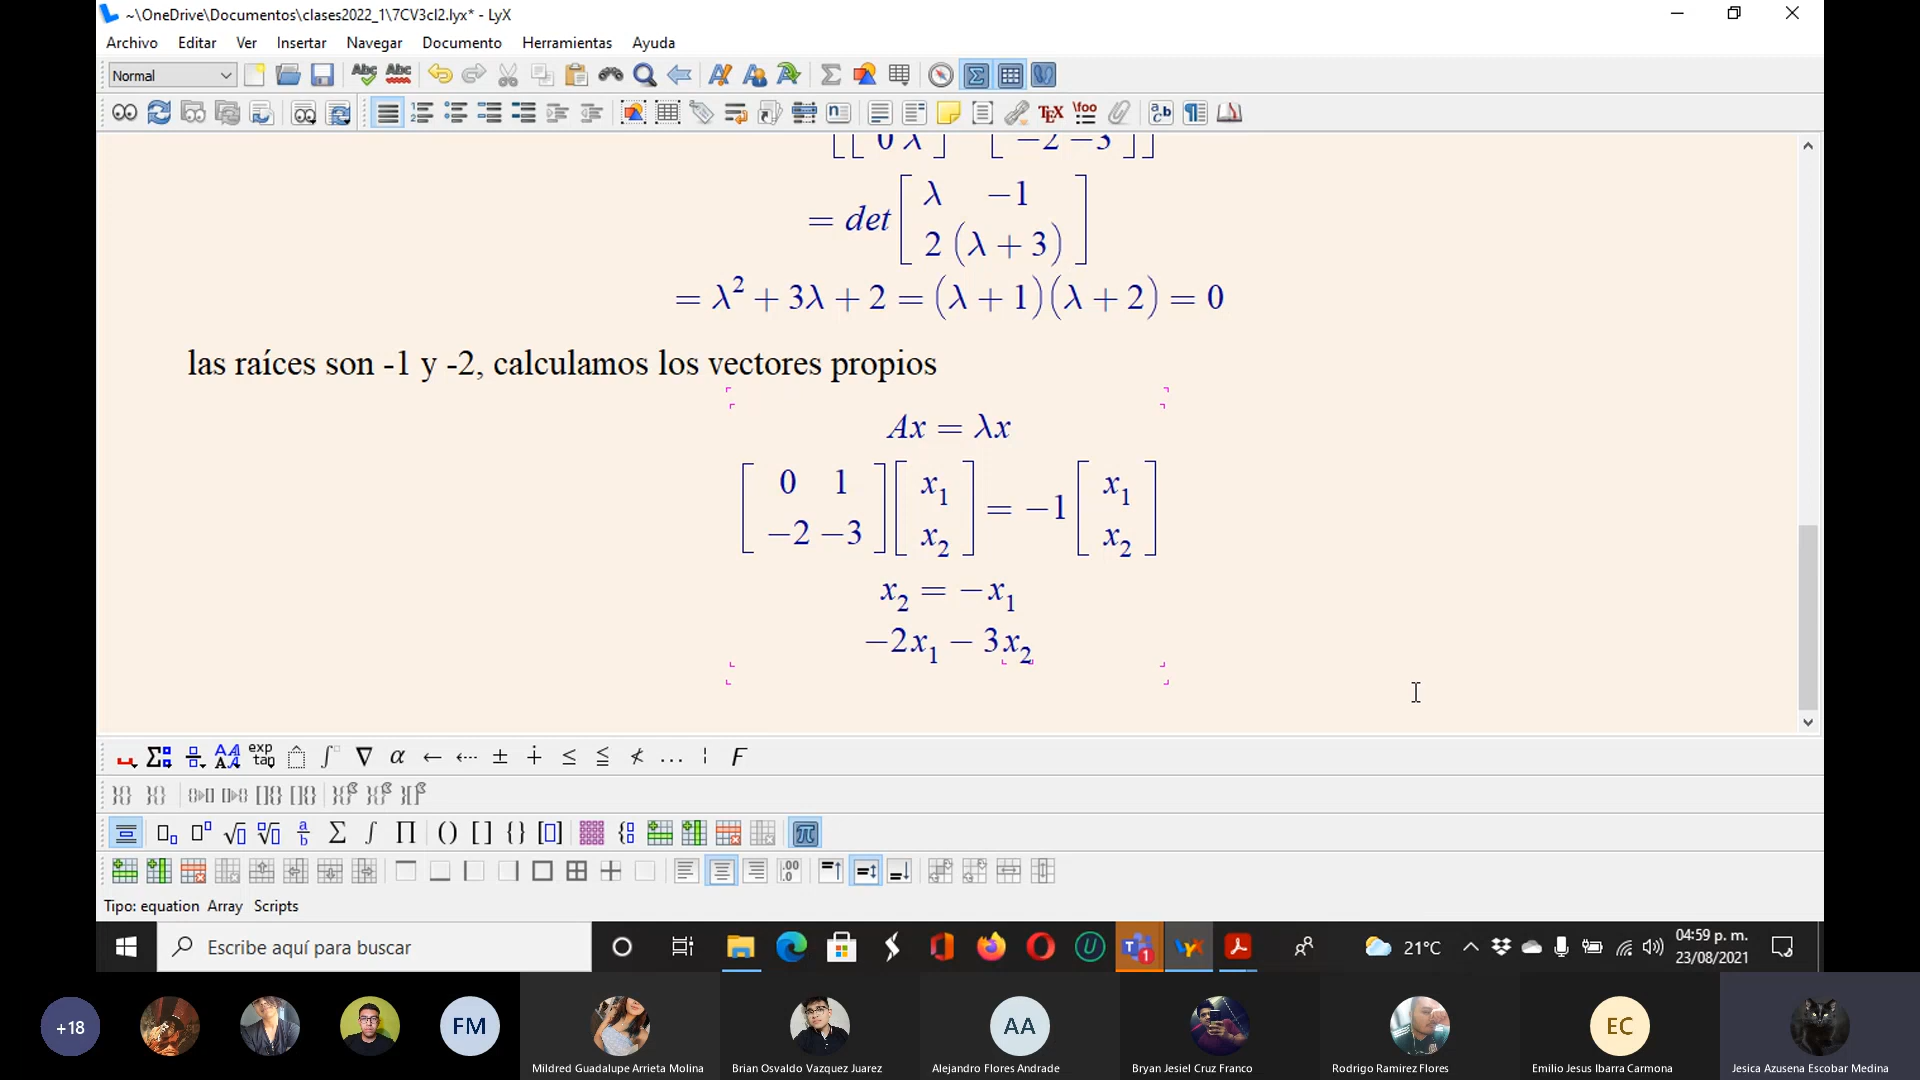 ~\OneDrive\Documentos\clases2022_1\7CV3cl2.lyx* - LyX
Archivo Editar Ver Insertar Navegar Documento Herramientas Ayuda
Normal
0 λ −2 −3
= det [ λ −1
2 (λ + 3) ]
= λ² + 3λ + 2 = (λ + 1)(λ + 2) = 0
las raíces son -1 y -2, calculamos los vectores propios
Ax = λx
[ 0 1 ] [ x₁ ] = −1 [ x₁ ]
[ −2 −3 ] [ x₂ ] [ x₂ ]
x₂ = −x₁
−2x₁ − 3x₂
Tipo: equation Array Scripts
Escribe aquí para buscar
21°C
04:59 p. m.
23/08/2021
+18
FM
AA
EC
Mildred Guadalupe Arrieta Molina
Brian Osvaldo Vazquez Juarez
Alejandro Flores Andrade
Bryan Jesiel Cruz Franco
Rodrigo Ramirez Flores
Emilio Jesus Ibarra Carmona
Jesica Azusena Escobar Medina